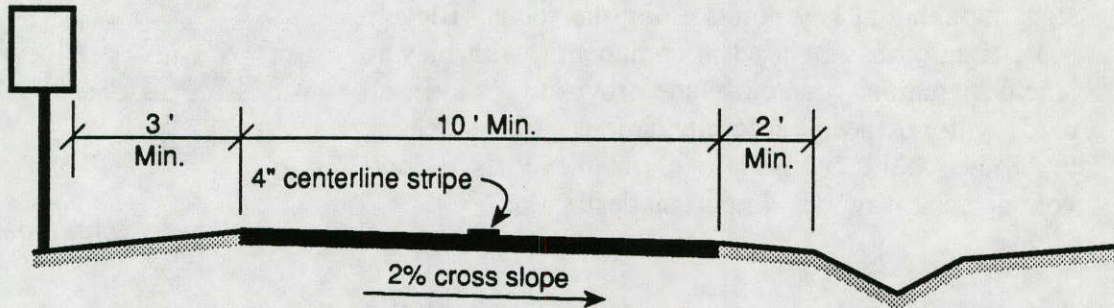 3 '
Min.
10 ' Min.
2 '
Min.
4" centerline stripe
2% cross slope